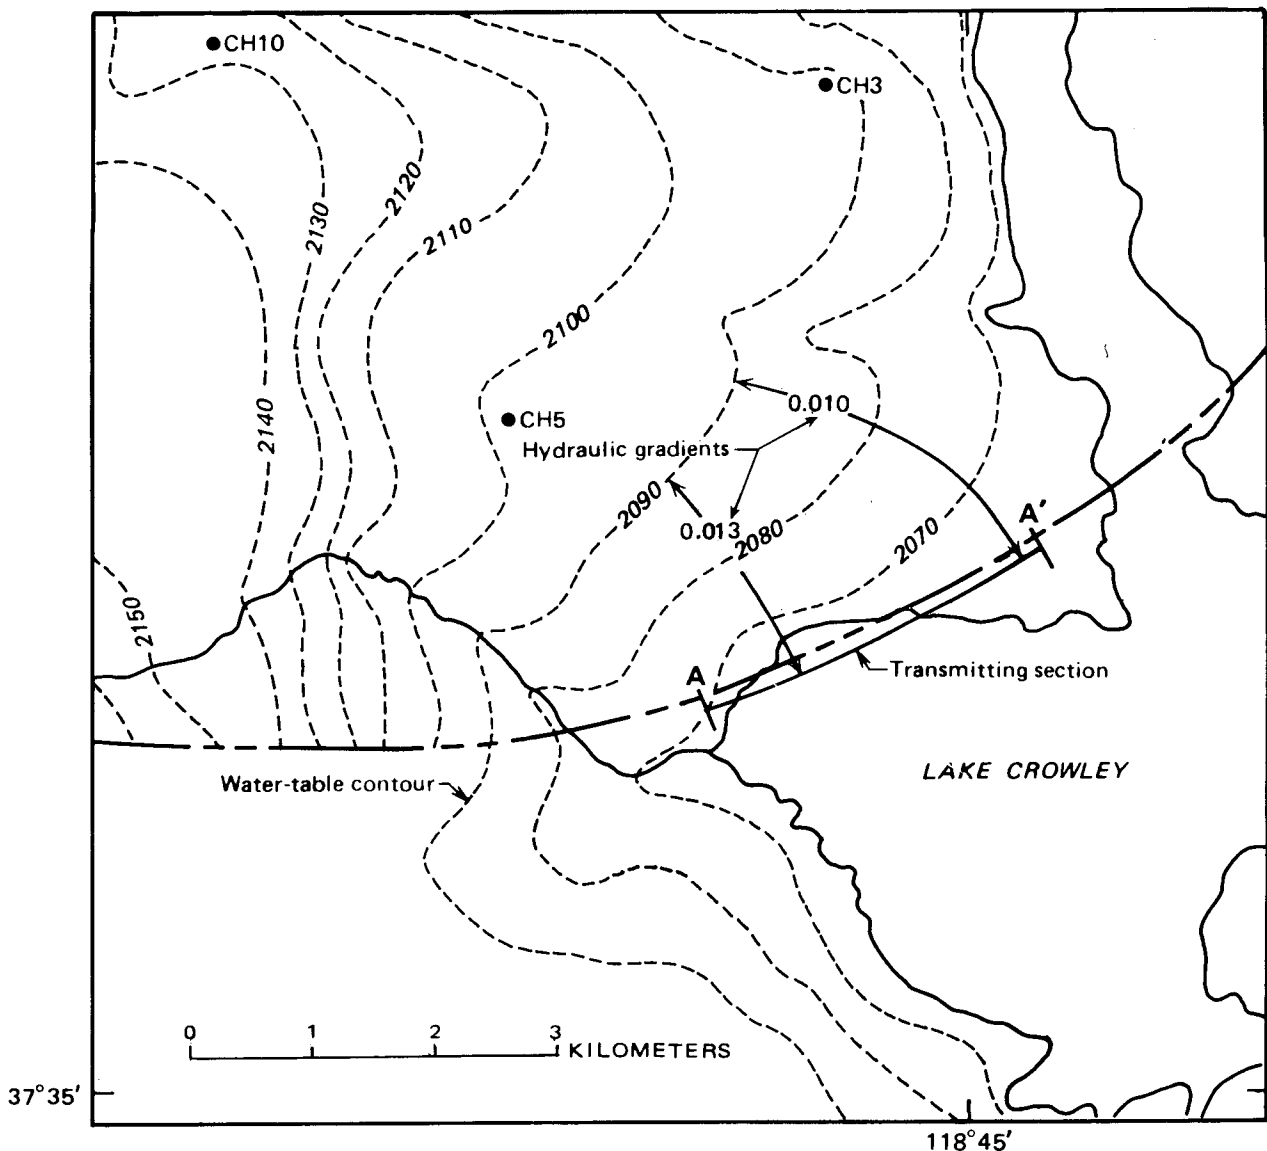 CH10
CH3
2130
2120
2110
2100
2140
0.010
CH5
Hydraulic gradients
2090
0.013
2080
2070
A'
2150
A
Transmitting section
Water-table contour
LAKE CROWLEY
0 1 2 3
KILOMETERS
37°35'
118°45'